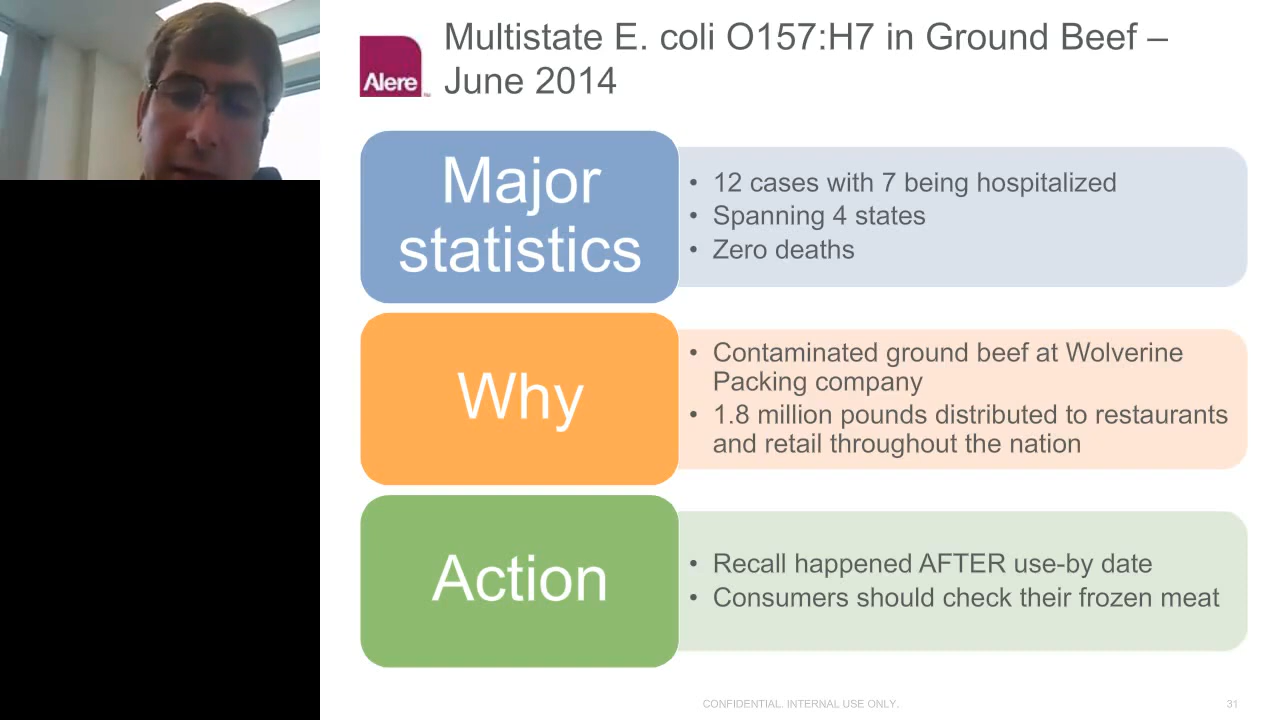 Multistate E. coli O157:H7 in Ground Beef –
June 2014
Alere
Major
statistics
• 12 cases with 7 being hospitalized
• Spanning 4 states
• Zero deaths
Why
• Contaminated ground beef at Wolverine
Packing company
• 1.8 million pounds distributed to restaurants
and retail throughout the nation
Action
• Recall happened AFTER use-by date
• Consumers should check their frozen meat
CONFIDENTIAL. INTERNAL USE ONLY.
31